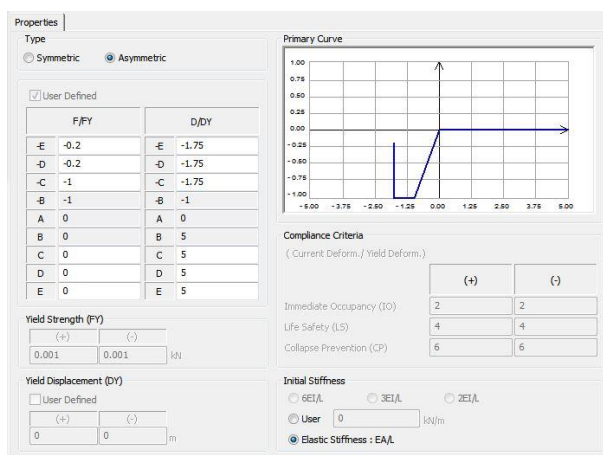 Properties
Type
Symmetric Asymmetric
User Defined
F/FY D/DY
-E -0.2 -E -1.75
-D -0.2 -D -1.75
-C -1 -C -1.75
-B -1 -B -1
A 0 A 0
B 0 B 5
C 0 C 5
D 0 D 5
E 0 E 5
Yield Strength (FY)
(+) (-)
0.001 0.001 kN
Yield Displacement (DY)
User Defined
(+) (-)
0 0 m
Primary Curve
1.00
0.75
0.50
0.25
0.00
-0.25
-0.50
-0.75
-1.00
-5.00 -3.75 -2.50 -1.25 0.00 1.25 2.50 3.75 5.00
Compliance Criteria
( Current Deform./ Yield Deform.)
(+) (-)
Immediate Occupancy (IO) 2 2
Life Safety (LS) 4 4
Collapse Prevention (CP) 6 6
Initial Stiffness
6EI/L 3EI/L 2EI/L
User 0 kN/m
Elastic Stiffness : EA/L